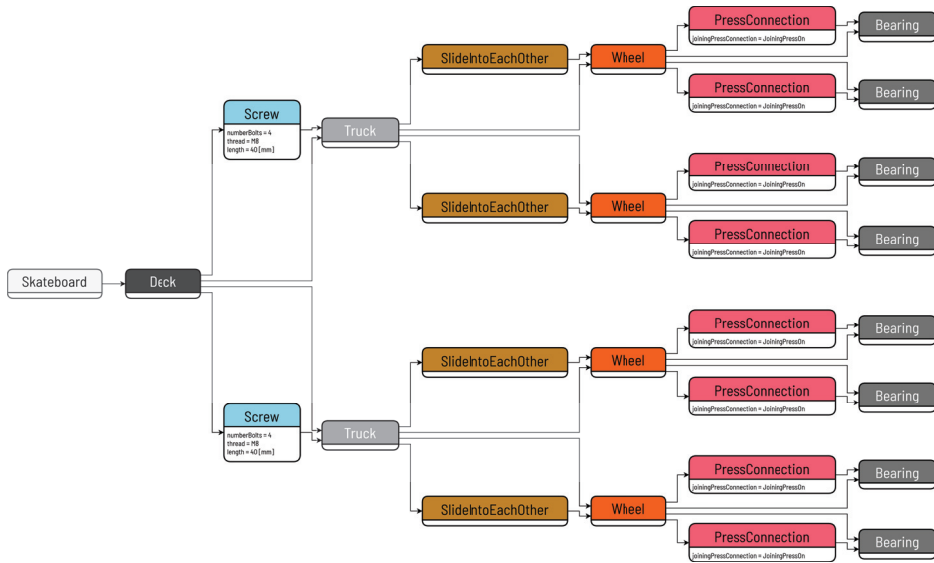 PressConnection
joiningPressConnection = JoiningPressOn
Bearing
SlideIntoEachOther
Wheel
PressConnection
joiningPressConnection = JoiningPressOn
Bearing
Screw
numberBolts = 4
thread = M8
length = 40 [mm]
Truck
PressConnection
joiningPressConnection = JoiningPressOn
Bearing
SlideIntoEachOther
Wheel
PressConnection
joiningPressConnection = JoiningPressOn
Bearing
Skateboard
Deck
PressConnection
joiningPressConnection = JoiningPressOn
Bearing
SlideIntoEachOther
Wheel
PressConnection
joiningPressConnection = JoiningPressOn
Bearing
Screw
numberBolts = 4
thread = M8
length = 40 [mm]
Truck
PressConnection
joiningPressConnection = JoiningPressOn
Bearing
SlideIntoEachOther
Wheel
PressConnection
joiningPressConnection = JoiningPressOn
Bearing